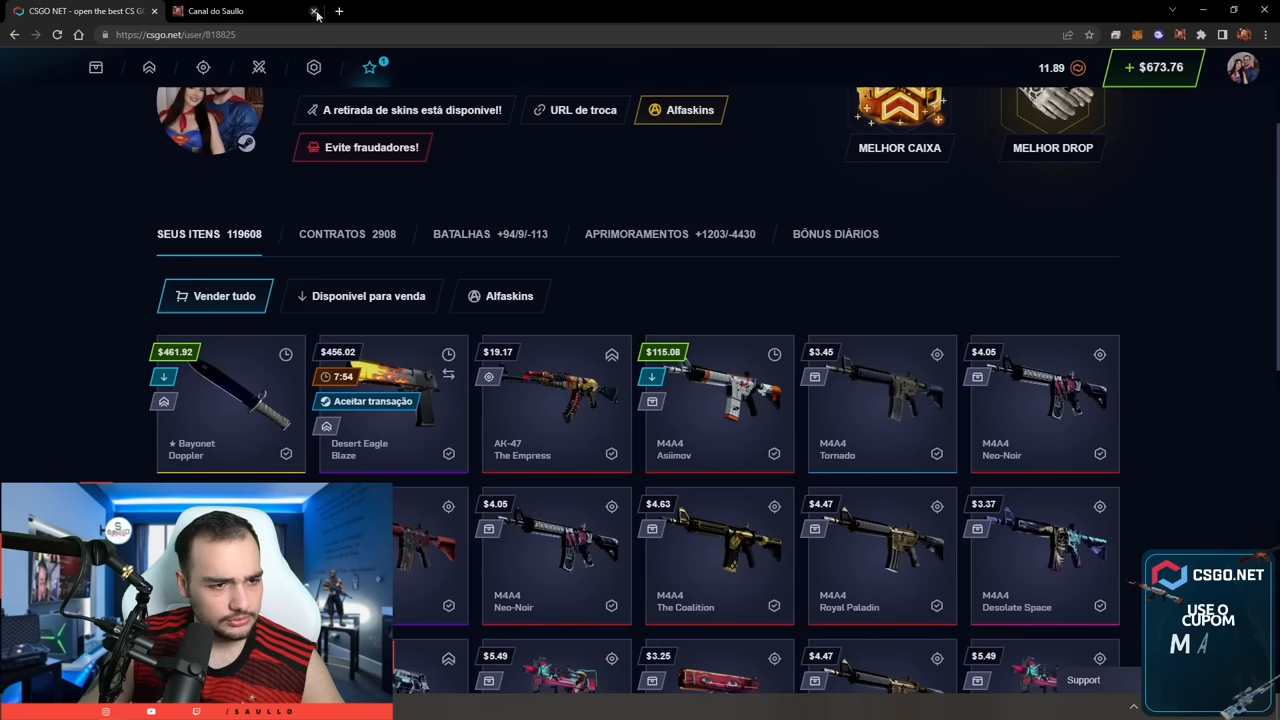 CSGO NET - open the best CS G
Canal do Saullo
https://csgo.net/user/818825
1
11.89
+ $673.76
A retirada de skins está disponível!
URL de troca
Alfaskins
Evite fraudadores!
MELHOR CAIXA
MELHOR DROP
SEUS ITENS 119608
CONTRATOS 2908
BATALHAS +94/9/-113
APRIMORAMENTOS +1203/-4430
BÔNUS DIÁRIOS
Vender tudo
Disponível para venda
Alfaskins
$461.92
★ Bayonet
Doppler
$456.02
7:54
Aceitar transação
Desert Eagle
Blaze
$19.17
AK-47
The Empress
$115.08
M4A4
Asiimov
$3.45
M4A4
Tornado
$4.05
M4A4
Neo-Noir
$4.05
M4A4
Neo-Noir
$4.63
M4A4
The Coalition
$4.47
M4A4
Royal Paladin
$3.37
M4A4
Desolate Space
$5.49
$3.25
$4.47
$5.49
Support
CSGO.NET
USE O
CUPOM
M A
/ S A U L L O